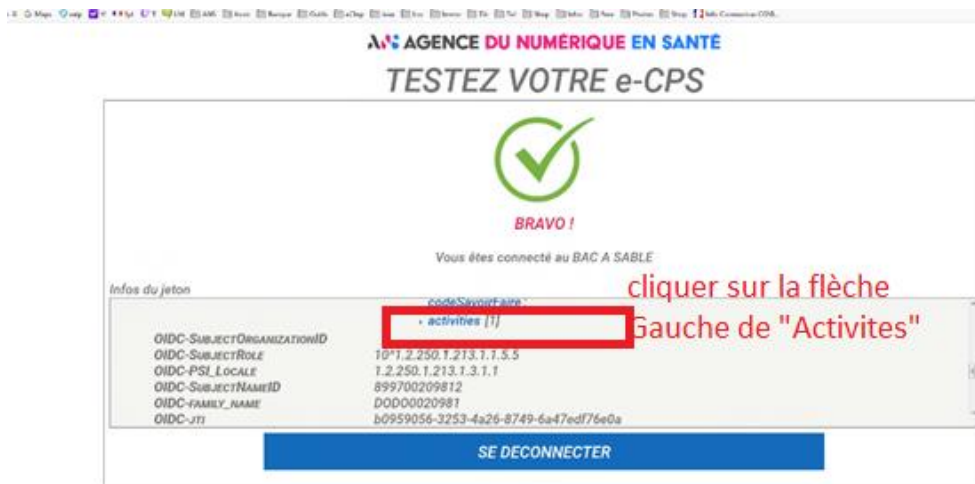 AGENCE DU NUMÉRIQUE EN SANTÉ
TESTEZ VOTRE e-CPS
BRAVO !
Vous êtes connecté au BAC A SABLE
Infos du jeton
cliquer sur la flèche
codeSavoirFaire :
activities [1]
Gauche de "Activites"
OIDC-SubjectOrganizationID
OIDC-SubjectRole 10^1.2.250.1.213.1.1.5.5
OIDC-PSI_Locale 1.2.250.1.213.1.3.1.1
OIDC-SubjectNameID 899700209812
OIDC-family_name DODO0020981
OIDC-jti b0959056-3253-4a26-8749-6a47edf76e0a
SE DECONNECTER